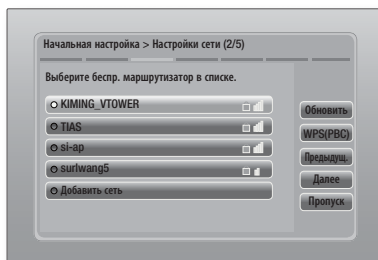 Начальная настройка > Настройки сети (2/5)
Выберите беспр. маршрутизатор в списке.
KIMING_VTOWER
TIAS
si-ap
surlwang5
Добавить сеть
Обновить
WPS(PBC)
Предыдущ.
Далее
Пропуск